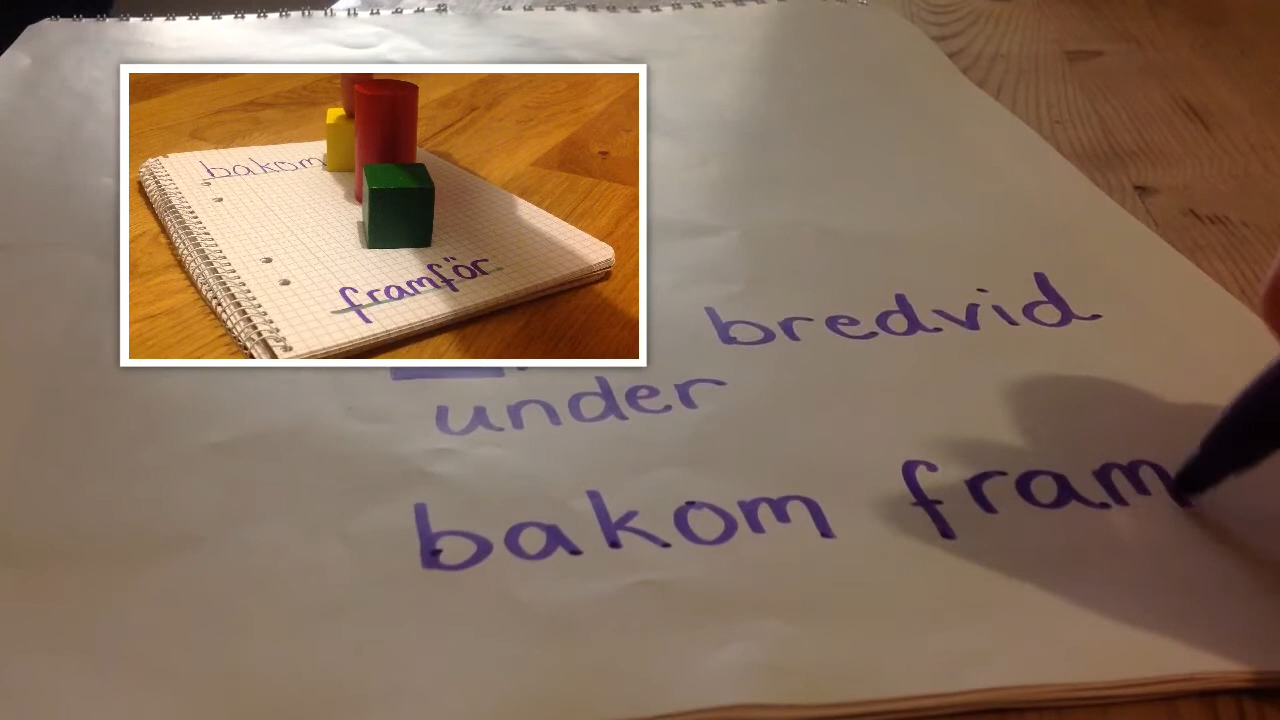 bakom
framför
bredvid
under
bakom fram